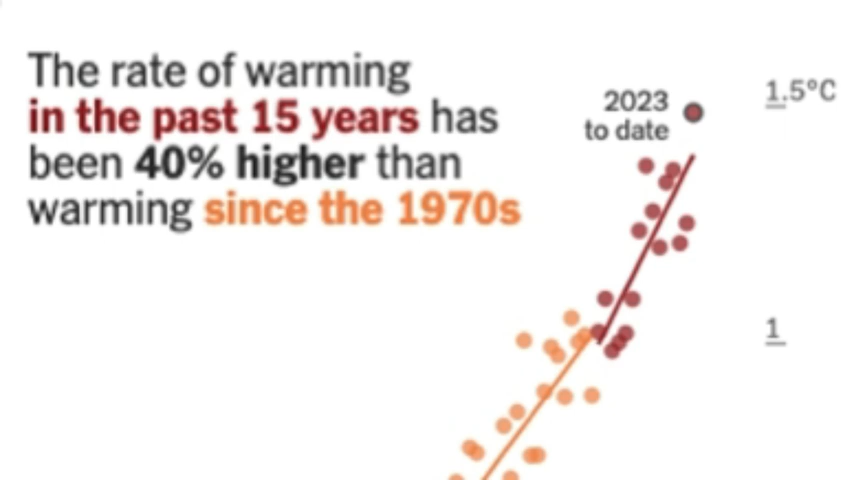 The rate of warming
in the past 15 years has
been 40% higher than
warming since the 1970s
2023
to date
1.5°C
1